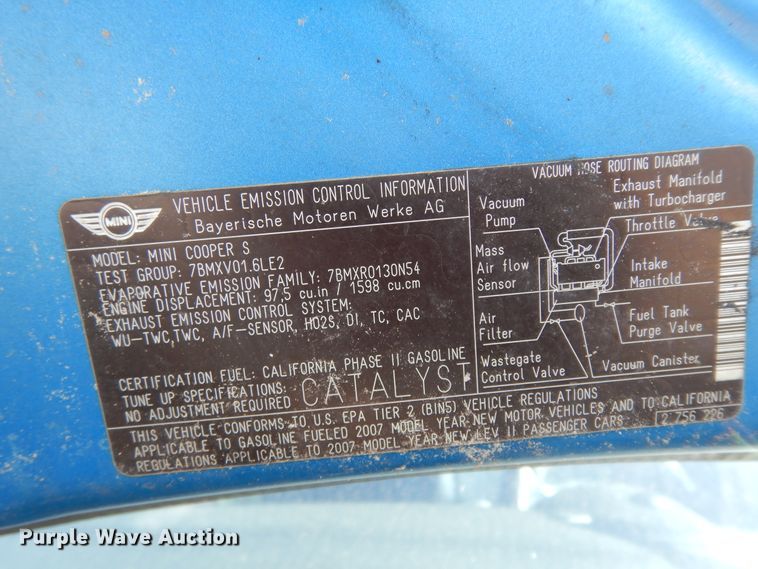 MINI
VEHICLE EMISSION CONTROL INFORMATION
Bayerische Motoren Werke AG
MODEL: MINI COOPER S
TEST GROUP: 7BMXV01.6LE2
EVAPORATIVE EMISSION FAMILY: 7BMXR0130N54
ENGINE DISPLACEMENT: 97,5 cu.in / 1598 cu.cm
EXHAUST EMISSION CONTROL SYSTEM:
WU-TWC,TWC, A/F-SENSOR, HO2S, DI, TC, CAC
CERTIFICATION FUEL: CALIFORNIA PHASE II GASOLINE
TUNE UP SPECIFICATIONS:
NO ADJUSTMENT REQUIRED
CATALYST
VACUUM HOSE ROUTING DIAGRAM
Vacuum
Pump
Exhaust Manifold
with Turbocharger
Throttle Valve
Mass
Air flow
Sensor
Intake
Manifold
Air
Filter
Fuel Tank
Purge Valve
Wastegate
Control Valve
Vacuum Canister
THIS VEHICLE CONFORMS TO U.S. EPA TIER 2 (BIN5) VEHICLE REGULATIONS
APPLICABLE TO GASOLINE FUELED 2007 MODEL YEAR NEW MOTOR VEHICLES AND TO CALIFORNIA
REGULATIONS APPLICABLE TO 2007 MODEL YEAR NEW LEV II PASSENGER CARS
2 756 226
Purple Wave Auction